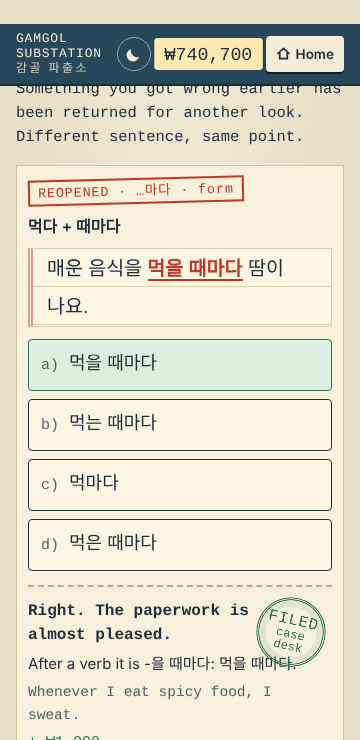 GAMGOL
SUBSTATION
감골 파출소
₩740,700
Home
Something you got wrong earlier has
been returned for another look.
Different sentence, same point.
REOPENED · …마다 · form
먹다 + 때마다
매운 음식을 먹을 때마다 땀이
나요.
a) 먹을 때마다
b) 먹는 때마다
c) 먹마다
d) 먹은 때마다
Right. The paperwork is
almost pleased.
FILED
case
desk
After a verb it is -을 때마다: 먹을 때마다.
Whenever I eat spicy food, I
sweat.
+ ₩1,000